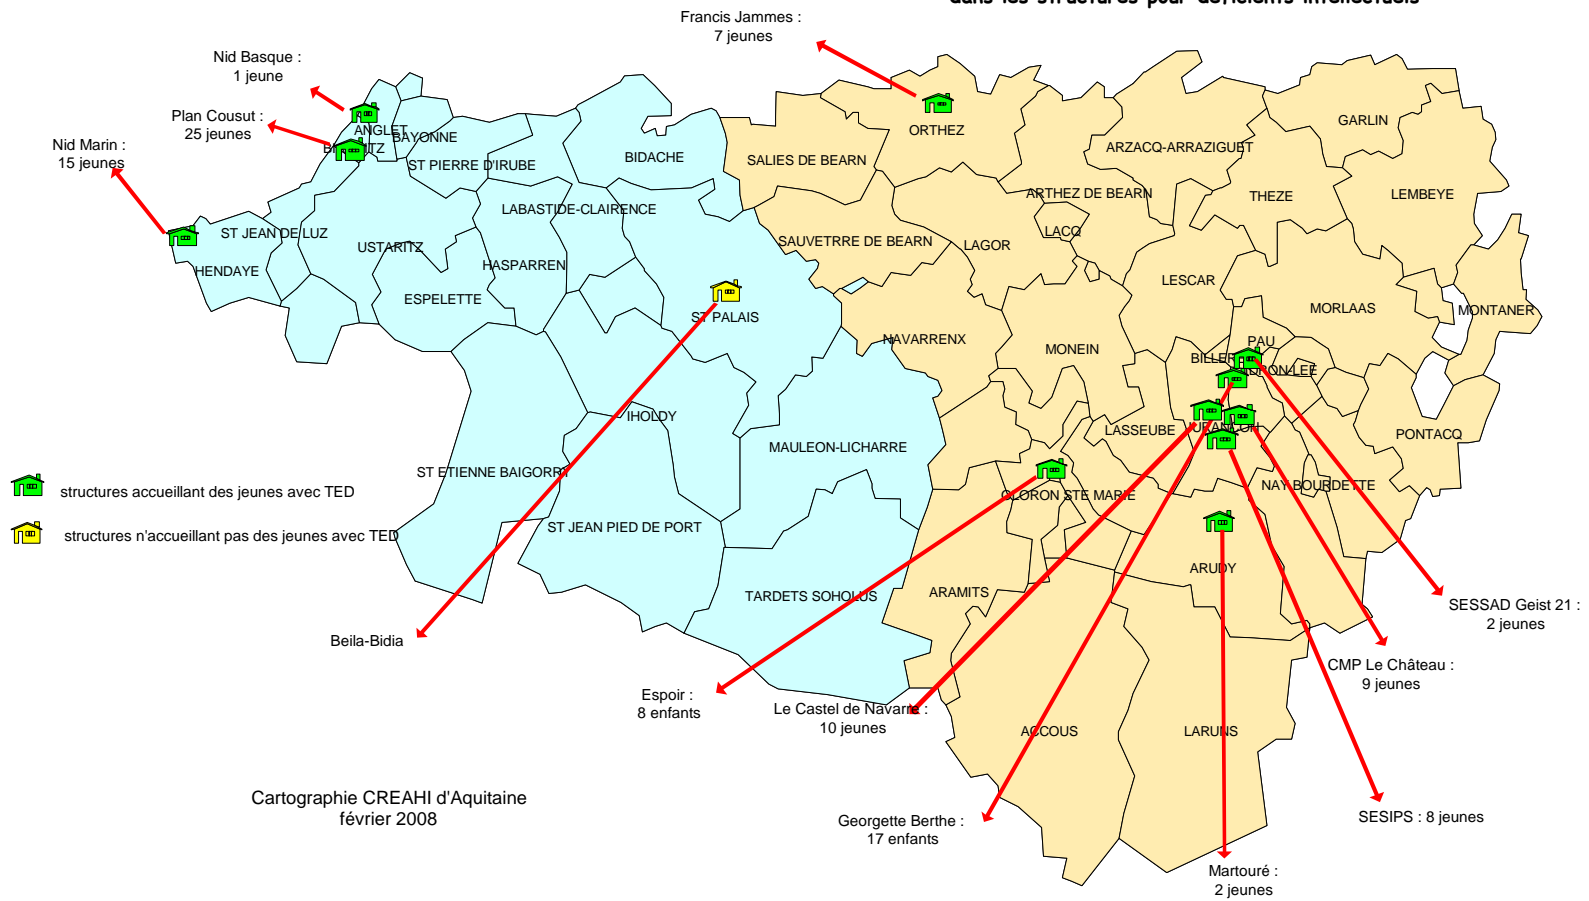 dans les structures pour déficients intellectuels
Francis Jammes :
7 jeunes
Nid Basque :
1 jeune
Plan Cousut :
25 jeunes
Nid Marin :
15 jeunes
ANGLET
BAYONNE
ST PIERRE D'IRUBE
BIDACHE
SALIES DE BEARN
ORTHEZ
ARZACQ-ARRAZIGUET
GARLIN
LEMBEYE
THEZE
ARTHEZ DE BEARN
LABASTIDE-CLAIRENCE
ST JEAN DE LUZ
USTARITZ
HASPARREN
HENDAYE
ESPELETTE
SAUVETRRE DE BEARN
LAGOR
LACQ
LESCAR
MORLAAS
MONTANER
ST PALAIS
NAVARRENX
MONEIN
PAU
IHOLDY
MAULEON-LICHARRE
LASSEUBE
PONTACQ
ST ETIENNE BAIGORRY
OLORON STE MARIE
NAY BOURDETTE
structures accueillant des jeunes avec TED
structures n'accueillant pas des jeunes avec TED
ST JEAN PIED DE PORT
TARDETS SOHOLUS
ARAMITS
ARUDY
SESSAD Geist 21 :
2 jeunes
Beila-Bidia
CMP Le Château :
9 jeunes
Espoir :
8 enfants
Le Castel de Navarre :
10 jeunes
ACCOUS
LARUNS
Cartographie CREAHI d'Aquitaine
février 2008
Georgette Berthe :
17 enfants
SESIPS : 8 jeunes
Martouré :
2 jeunes